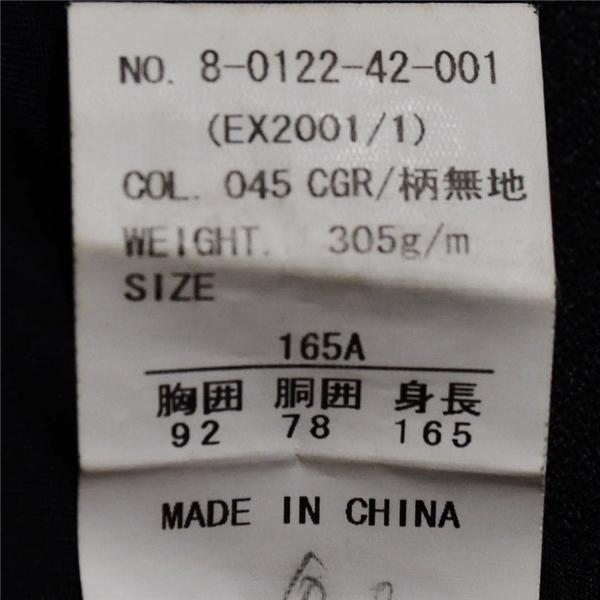 NO. 8-0122-42-001
(EX2001/1)
COL. 045 CGR/柄無地
WEIGHT. 305g/m
SIZE
165A
胸囲 胴囲 身長
92 78 165
MADE IN CHINA